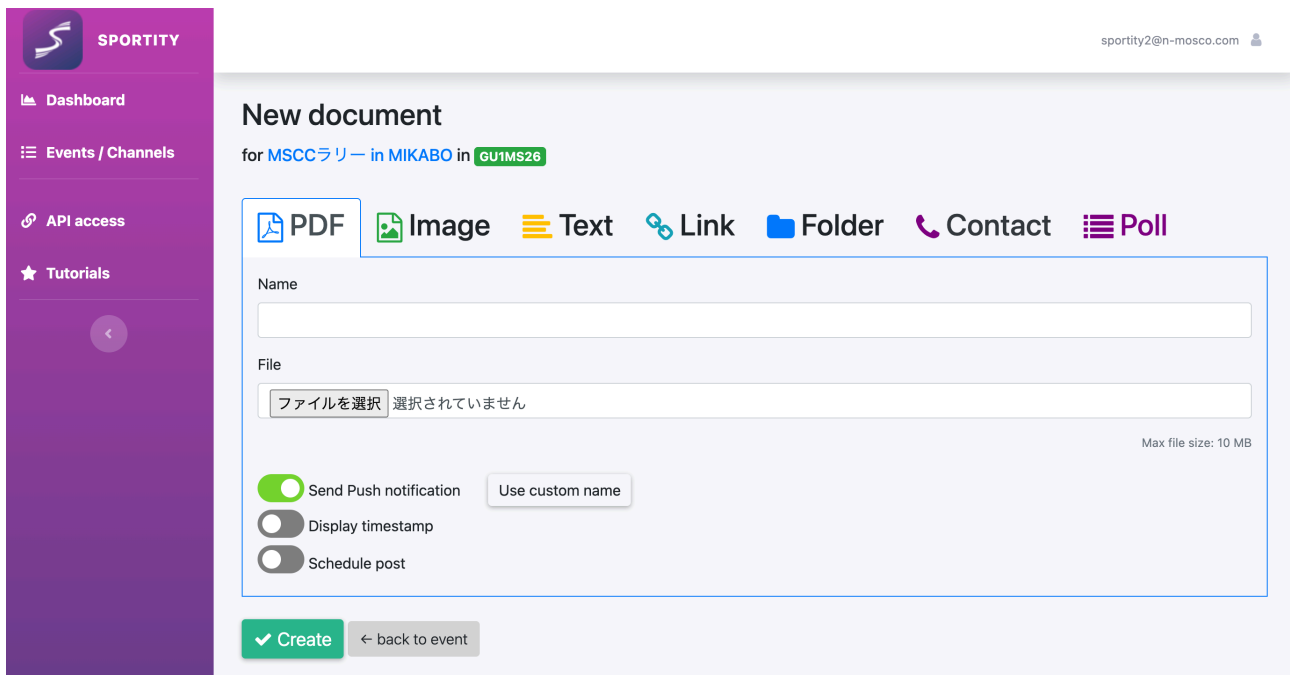 SPORTITY
sportity2@n-mosco.com
Dashboard
Events / Channels
API access
Tutorials
New document
for MSCCラリー in MIKABO in GU1MS26
PDF Image Text Link Folder Contact Poll
Name
File
ファイルを選択 選択されていません
Max file size: 10 MB
Send Push notification Use custom name
Display timestamp
Schedule post
Create ← back to event